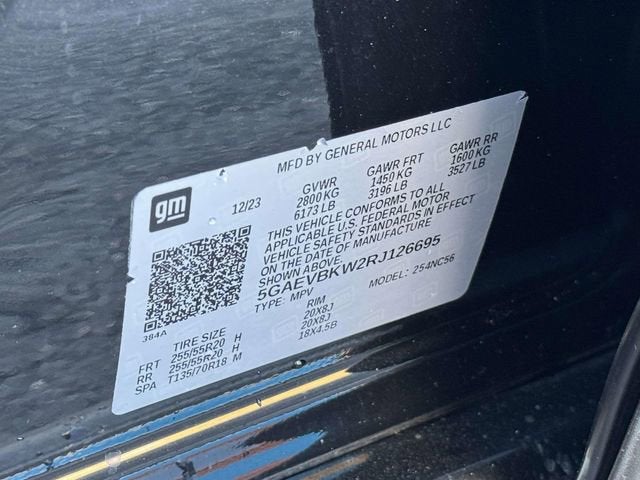 MFD BY GENERAL MOTORS LLC
gm
12/23
GVWR GAWR FRT GAWR RR
2800KG 1450 KG 1600 KG
6173 LB 3196 LB 3527 LB
THIS VEHICLE CONFORMS TO ALL
APPLICABLE U.S. FEDERAL MOTOR
VEHICLE SAFETY STANDARDS IN EFFECT
ON THE DATE OF MANUFACTURE
SHOWN ABOVE.
5GAEVBKW2RJ126695
TYPE: MPV MODEL: 254NC56
384A
TIRE SIZE RIM
FRT 255/55R20 H 20X8J
RR 255/55R20 H 20X8J
SPA T135/70R18 M 18X4.5B